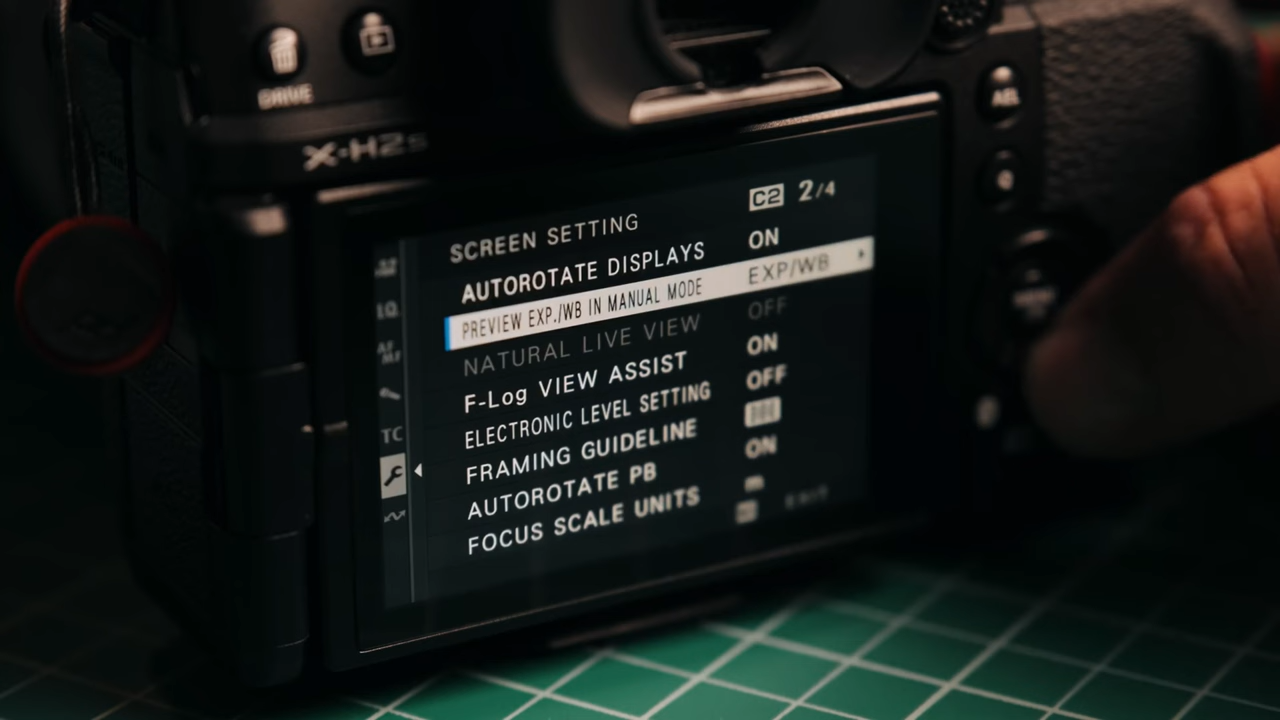 DRIVE
X-H2S
AEL
Q
SCREEN SETTING C2 2/4
AUTOROTATE DISPLAYS ON
PREVIEW EXP./WB IN MANUAL MODE EXP/WB
NATURAL LIVE VIEW OFF
F-Log VIEW ASSIST ON
ELECTRONIC LEVEL SETTING OFF
FRAMING GUIDELINE
AUTOROTATE PB ON
FOCUS SCALE UNITS
TC
EXIT